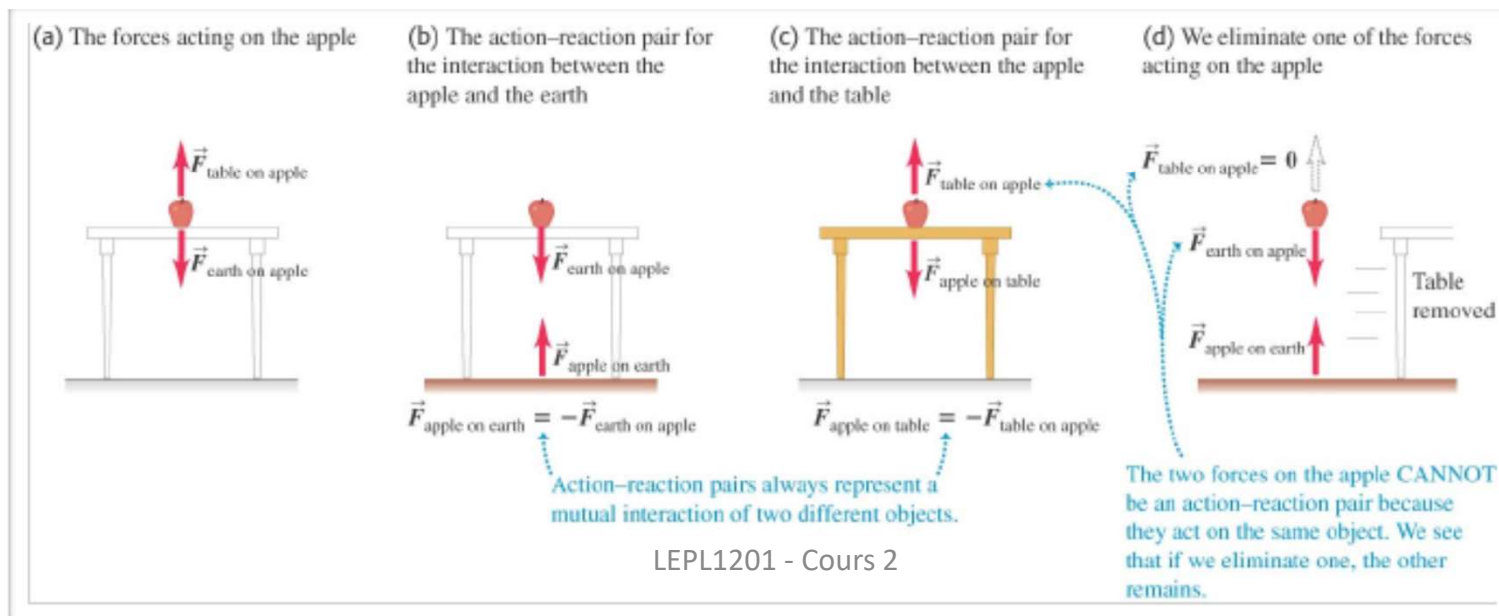 (a) The forces acting on the apple
F⃗ table on apple
F⃗ earth on apple
(b) The action–reaction pair for
the interaction between the
apple and the earth
F⃗ earth on apple
F⃗ apple on earth
F⃗ apple on earth = −F⃗ earth on apple
(c) The action–reaction pair for
the interaction between the apple
and the table
F⃗ table on apple
F⃗ apple on table
F⃗ apple on table = −F⃗ table on apple
Action–reaction pairs always represent a
mutual interaction of two different objects.
(d) We eliminate one of the forces
acting on the apple
F⃗ table on apple = 0
F⃗ earth on apple
Table
removed
F⃗ apple on earth
The two forces on the apple CANNOT
be an action–reaction pair because
they act on the same object. We see
that if we eliminate one, the other
remains.
LEPL1201 - Cours 2